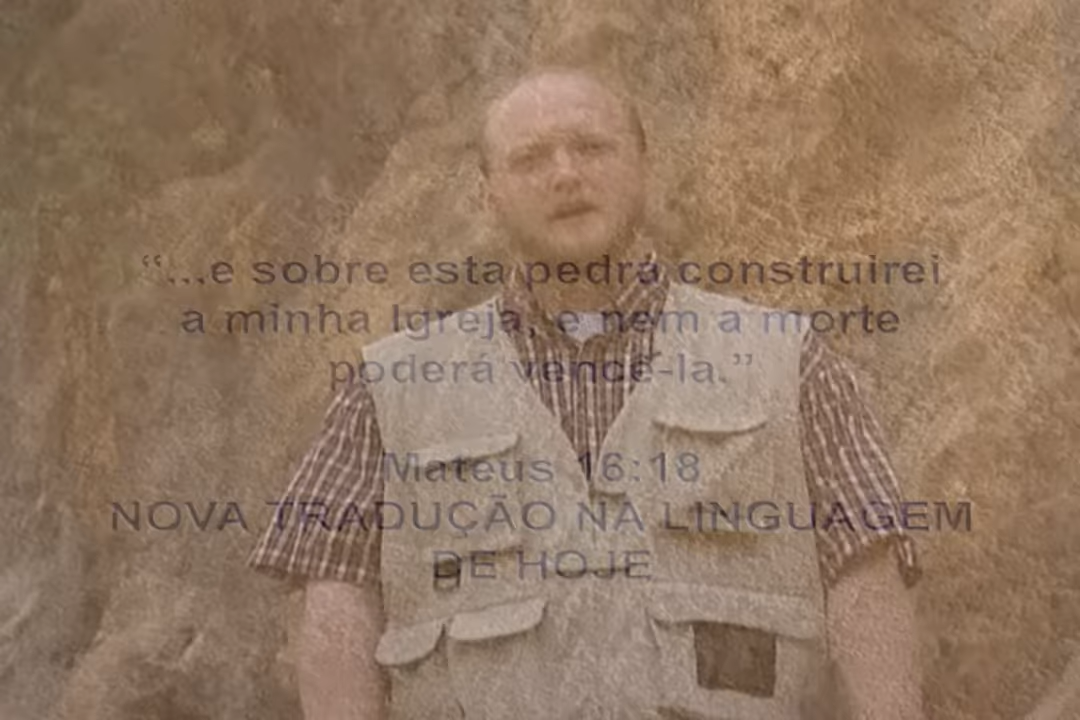 “...e sobre esta pedra construirei
a minha Igreja, e nem a morte
poderá vencê-la.”
Mateus 16:18
NOVA TRADUÇÃO NA LINGUAGEM
DE HOJE